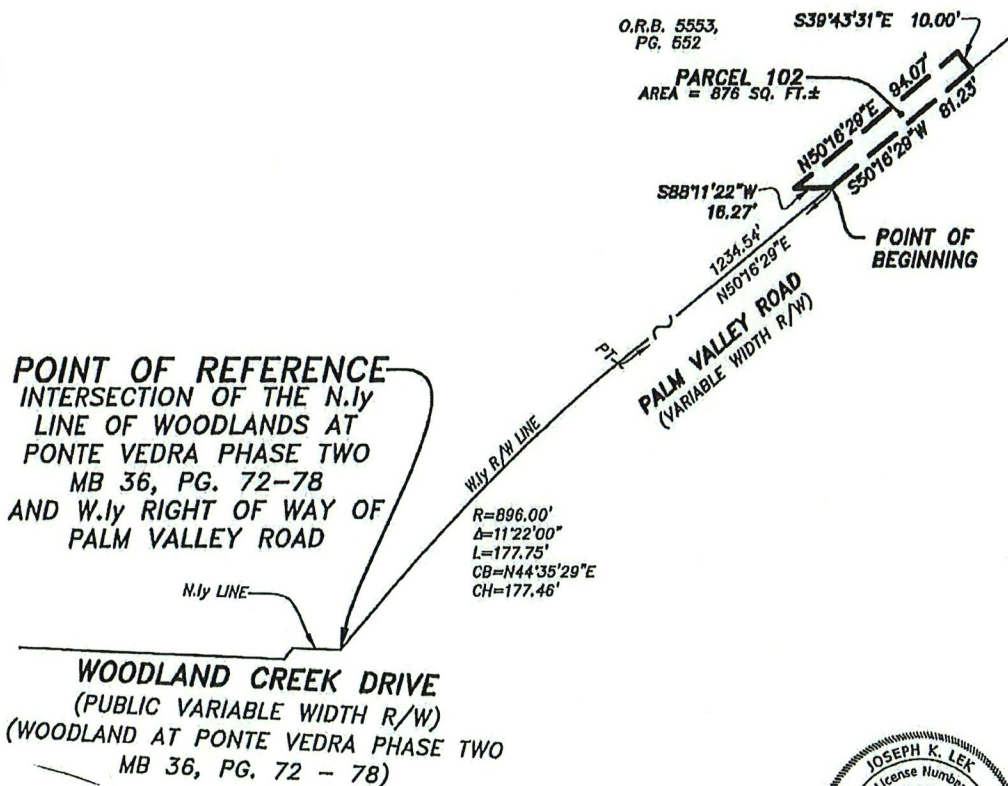 O.R.B. 5553,
PG. 552
S39°43'31"E 10.00'
PARCEL 102
AREA = 876 SQ. FT.±
N50°16'29"E 94.07'
S50°16'29"W 81.23'
S88°11'22"W
16.27'
POINT OF
BEGINNING
1234.54'
N50°16'29"E
PALM VALLEY ROAD
(VARIABLE WIDTH R/W)
PT
POINT OF REFERENCE
INTERSECTION OF THE N.ly
LINE OF WOODLANDS AT
PONTE VEDRA PHASE TWO
MB 36, PG. 72-78
AND W.ly RIGHT OF WAY OF
PALM VALLEY ROAD
W.ly R/W LINE
R=896.00'
Δ=11°22'00"
L=177.75'
CB=N44°35'29"E
CH=177.46'
N.ly LINE
WOODLAND CREEK DRIVE
(PUBLIC VARIABLE WIDTH R/W)
(WOODLAND AT PONTE VEDRA PHASE TWO
MB 36, PG. 72 - 78)
JOSEPH K. LEK
License Number